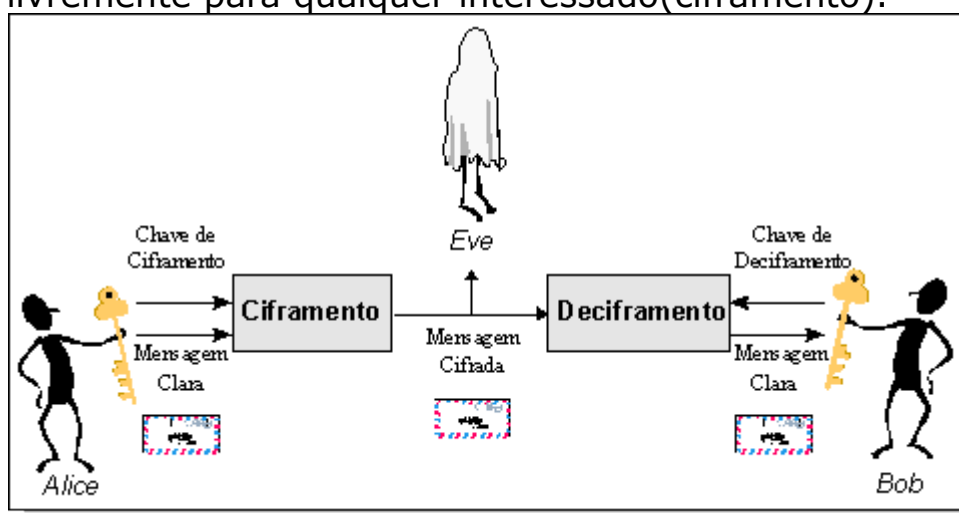 livremente para qualquer interessado(ciframento).
Eve
Chave de
Ciframento
Chave de
Deciframento
Ciframento
Deciframento
Mensagem
Clara
Mensagem
Cifrada
Mensagem
Clara
Alice
Bob